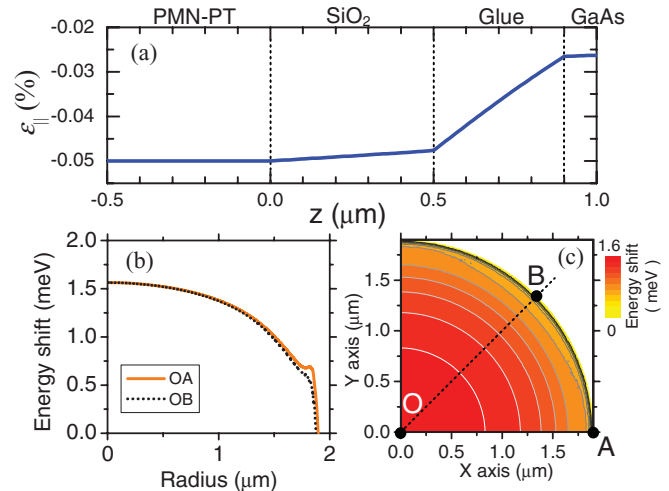 PMN-PT SiO₂ Glue GaAs
(a)
ε|| (%)
-0.02
-0.03
-0.04
-0.05
-0.5 0.0 0.5 1.0
z (μm)
(b)
Energy shift (meV)
2.0
1.5
1.0
0.5
0.0
OA
OB
0 1 2
Radius (μm)
(c)
Y axis (μm)
1.5
1.0
0.5
0.0
O
B
A
0.0 0.5 1.0 1.5
X axis (μm)
1.6
0
Energy shift
( meV )